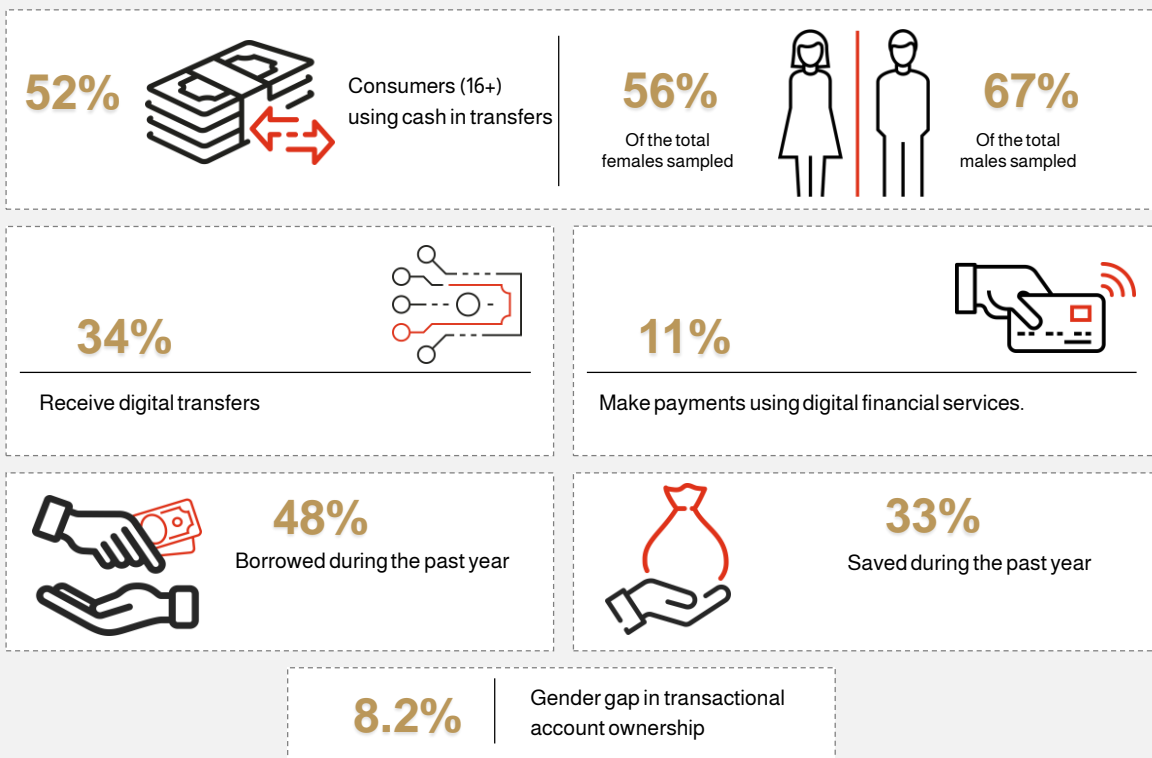 52%
Consumers (16+)
using cash in transfers
56%
Of the total
females sampled
67%
Of the total
males sampled
34%
Receive digital transfers
11%
Make payments using digital financial services.
48%
Borrowed during the past year
33%
Saved during the past year
8.2%
Gender gap in transactional
account ownership